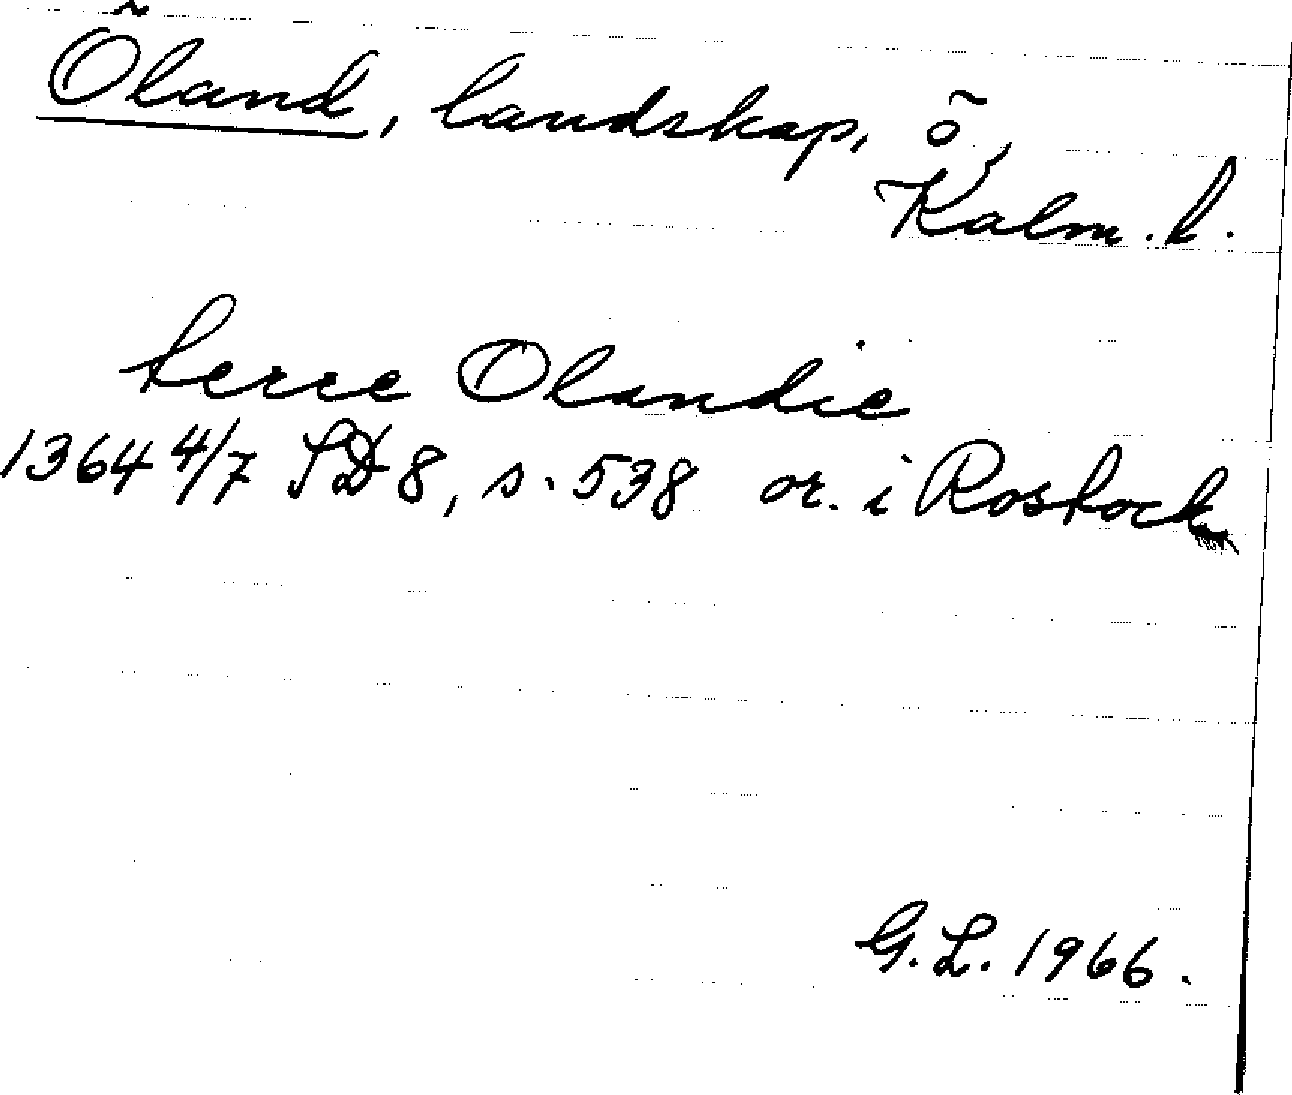 Öland, landskap, ö,
Kalm. l.
terre Olandie
1364 4/7 SD 8, s. 538 or. i Rostock
G. L. 1966.